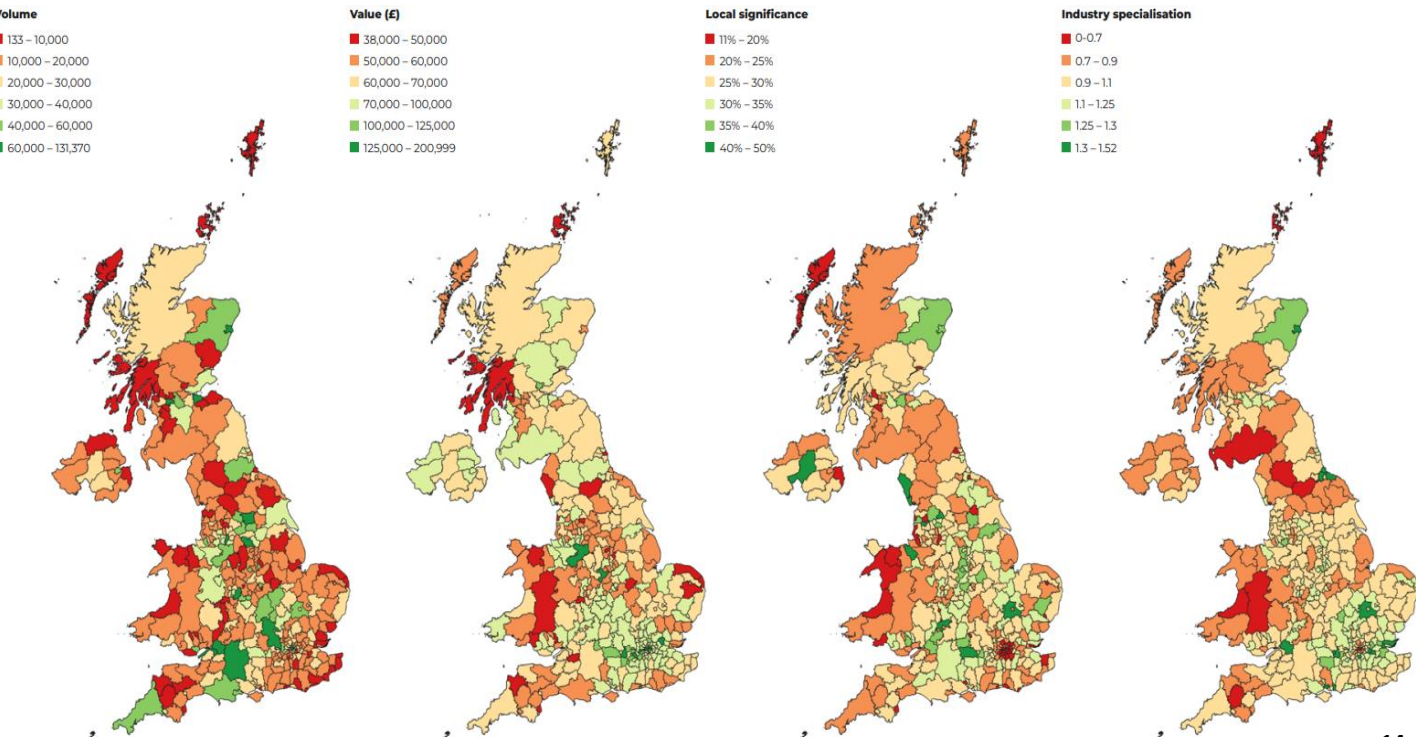 Volume
133 – 10,000
10,000 – 20,000
20,000 – 30,000
30,000 – 40,000
40,000 – 60,000
60,000 – 131,370
Value (£)
38,000 – 50,000
50,000 – 60,000
60,000 – 70,000
70,000 – 100,000
100,000 – 125,000
125,000 – 200,999
Local significance
11% – 20%
20% – 25%
25% – 30%
30% – 35%
35% – 40%
40% – 50%
Industry specialisation
0-0.7
0.7 – 0.9
0.9 – 1.1
1.1 – 1.25
1.25 – 1.3
1.3 – 1.52